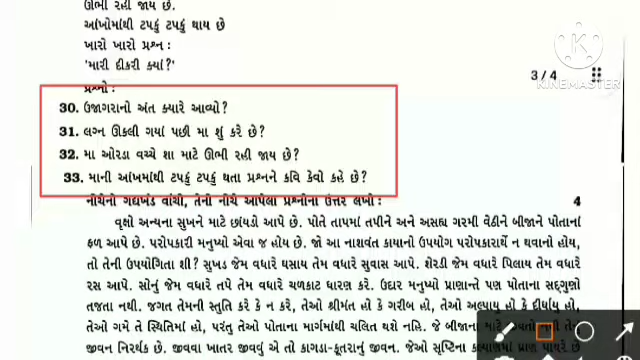 ઊભી રહી જાય છે.
આંખોમાંથી ટપકું ટપકું થાય છે
ખારો ખારો પ્રશ્ન :
'મારી દીકરી ક્યાં?'
3 / 4
KINEMASTER
પ્રશ્નો :
30. ઉજાગરાનો અંત ક્યારે આવ્યો ?
31. લગ્ન ઊકલી ગયાં પછી મા શું કરે છે ?
32. મા ઓરડા વચ્ચે શા માટે ઊભી રહી જાય છે ?
33. માની આંખમાંથી ટપકું ટપકું થતા પ્રશ્નને કવિ કેવો કહે છે ?
નીચેનો ગદ્યખંડ વાંચી, તેની નીચે આપેલા પ્રશ્નોના ઉત્તર લખો : 4
વૃક્ષો અન્યના સુખને માટે છાંયડો આપે છે. પોતે તાપમાં તપીને અને અસહ્ય ગરમી વેઠીને બીજાને પોતાનાં
ફળ આપે છે. પરોપકારી મનુષ્યો એવા જ હોય છે. જો આ નાશવંત કાયાનો ઉપયોગ પરોપકારાર્થે ન થવાનો હોય,
તો તેની ઉપયોગિતા શી ? સુખડ જેમ વધારે ઘસાય તેમ વધારે સુવાસ આપે. શેરડી જેમ વધારે પિલાય તેમ વધારે
રસ આપે. સોનું જેમ વધારે તપે તેમ વધારે ચળકાટ ધારણ કરે. ઉદાર મનુષ્યો પ્રાણાન્તે પણ પોતાના સદ્ગુણો
તજતા નથી. જગત તેમની સ્તુતિ કરે કે ન કરે, તેઓ શ્રીમંત હો કે ગરીબ હો, તેઓ અલ્પાયુ હો કે દીર્ઘાયુ હો,
તેઓ ગમે તે સ્થિતિમાં હો, પરંતુ તેઓ પોતાના માર્ગમાંથી ચલિત થશે નહિ. જે બીજાના માટે
જીવન નિરર્થક છે. જીવવા ખાતર જીવવું એ તો કાગડા-કૂતરાનું જીવન. જેઓ સૃષ્ટિના કલ્યાણમાં પ્રાણ પાથરે છે